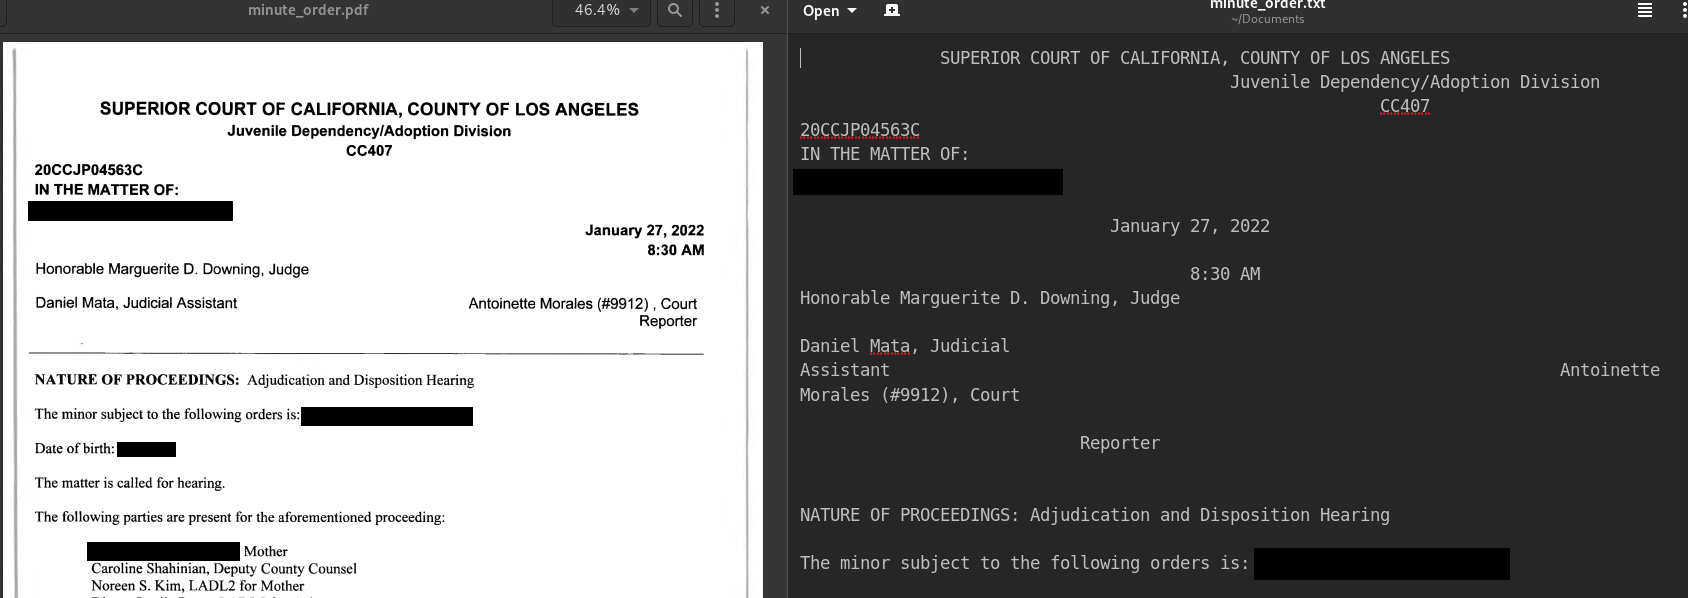 minute_order.pdf
46.4%
SUPERIOR COURT OF CALIFORNIA, COUNTY OF LOS ANGELES
Juvenile Dependency/Adoption Division
CC407
20CCJP04563C
IN THE MATTER OF:
January 27, 2022
8:30 AM
Honorable Marguerite D. Downing, Judge
Daniel Mata, Judicial Assistant
Antoinette Morales (#9912) , Court
Reporter
NATURE OF PROCEEDINGS: Adjudication and Disposition Hearing
The minor subject to the following orders is:
Date of birth:
The matter is called for hearing.
The following parties are present for the aforementioned proceeding:
Mother
Caroline Shahinian, Deputy County Counsel
Noreen S. Kim, LADL2 for Mother
Open
minute_order.txt
~/Documents
SUPERIOR COURT OF CALIFORNIA, COUNTY OF LOS ANGELES
Juvenile Dependency/Adoption Division
CC407
20CCJP04563C
IN THE MATTER OF:
January 27, 2022
8:30 AM
Honorable Marguerite D. Downing, Judge
Daniel Mata, Judicial
Assistant Antoinette
Morales (#9912), Court
Reporter
NATURE OF PROCEEDINGS: Adjudication and Disposition Hearing
The minor subject to the following orders is: